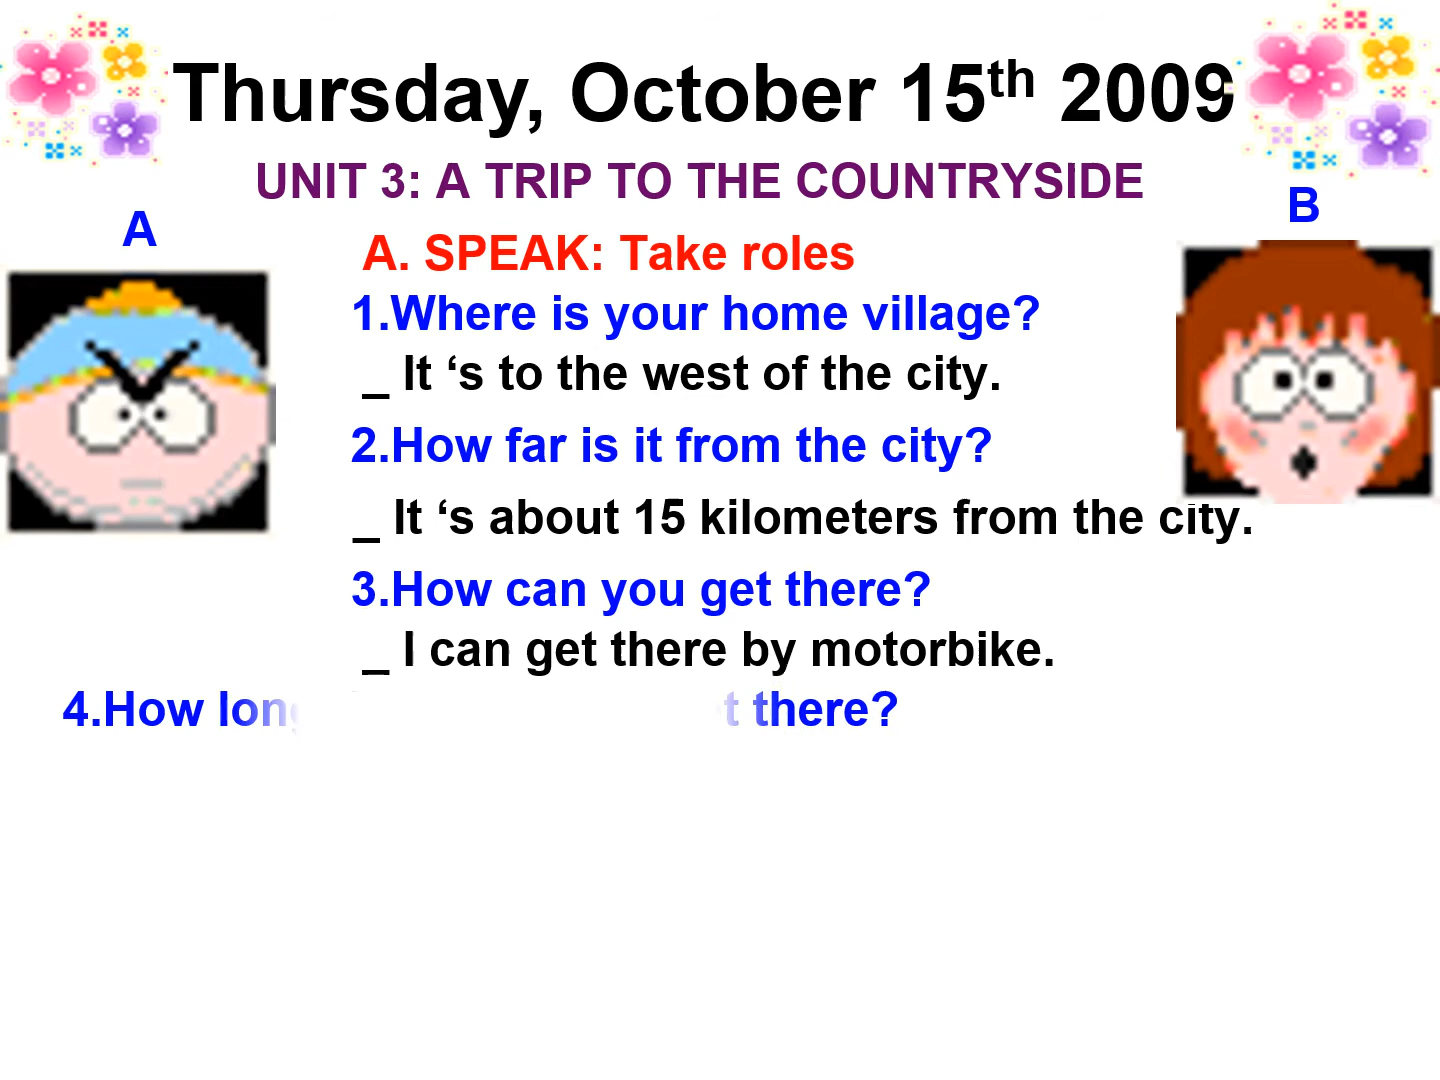 Thursday, October 15th 2009
UNIT 3: A TRIP TO THE COUNTRYSIDE
A
B
A. SPEAK: Take roles
1.Where is your home village?
_ It ‘s to the west of the city.
2.How far is it from the city?
_ It ‘s about 15 kilometers from the city.
3.How can you get there?
_ I can get there by motorbike.
4.How there?